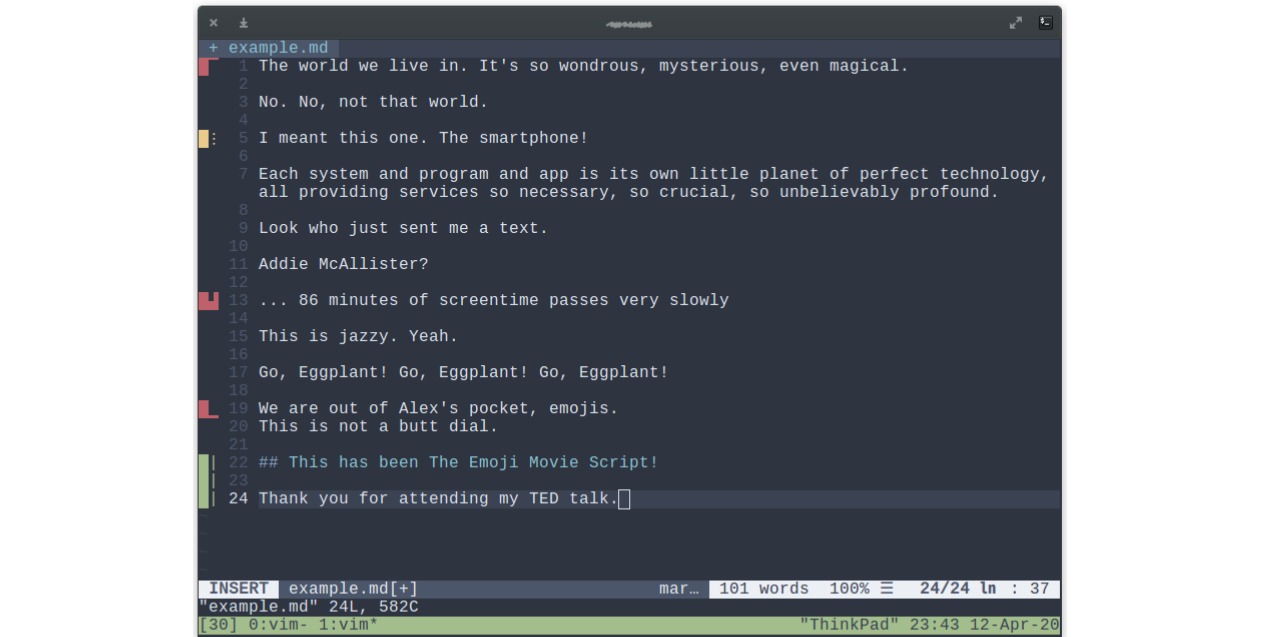 + example.md
1 The world we live in. It's so wondrous, mysterious, even magical.
2
3 No. No, not that world.
4
5 I meant this one. The smartphone!
6
7 Each system and program and app is its own little planet of perfect technology,
all providing services so necessary, so crucial, so unbelievably profound.
8
9 Look who just sent me a text.
10
11 Addie McAllister?
12
13 ... 86 minutes of screentime passes very slowly
14
15 This is jazzy. Yeah.
16
17 Go, Eggplant! Go, Eggplant! Go, Eggplant!
18
19 We are out of Alex's pocket, emojis.
20 This is not a butt dial.
21
22 ## This has been The Emoji Movie Script!
23
24 Thank you for attending my TED talk.
~
~
~
~
INSERT example.md[+] mar… 101 words 100% ☰ 24/24 ln : 37
"example.md" 24L, 582C
[30] 0:vim- 1:vim* "ThinkPad" 23:43 12-Apr-20